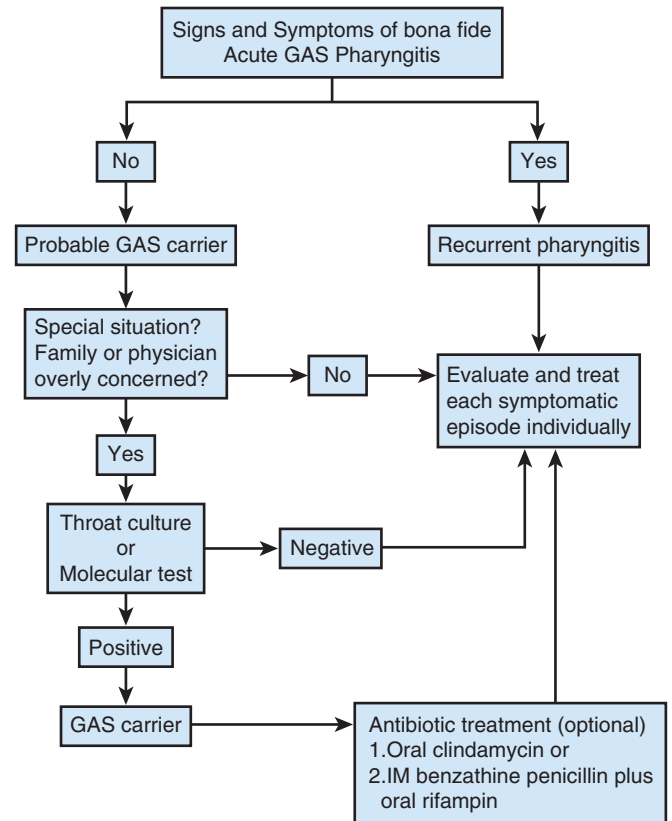 Signs and Symptoms of bona fide
Acute GAS Pharyngitis
No
Yes
Probable GAS carrier
Recurrent pharyngitis
Special situation?
Family or physician
overly concerned?
No
Evaluate and treat
each symptomatic
episode individually
Yes
Throat culture
or
Molecular test
Negative
Positive
GAS carrier
Antibiotic treatment (optional)
1.Oral clindamycin or
2.IM benzathine penicillin plus
oral rifampin